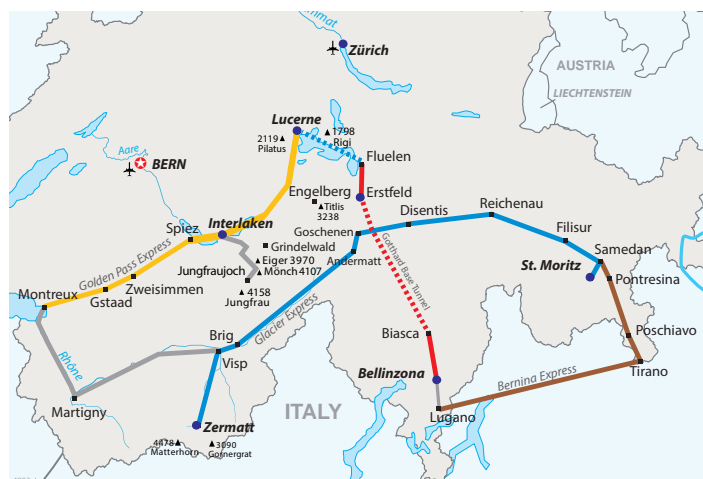 Zürich
AUSTRIA
LIECHTENSTEIN
Lucerne
1798
Rigi
2119
Pilatus
Aare
BERN
Fluelen
Engelberg
Erstfeld
Titlis
3238
Disentis
Reichenau
Interlaken
Spiez
Goschenen
Filisur
Grindelwald
Andermatt
Samedan
Golden Pass Express
Eiger 3970
Mönch 4107
Jungfraujoch
St. Moritz
Pontresina
Zweisimmen
Gstaad
4158
Jungfrau
Gotthard Base Tunnel
Montreux
Glacier Express
Biasca
Poschiavo
Brig
Visp
Rhône
Bellinzona
Bernina Express
Tirano
Martigny
ITALY
Lugano
Zermatt
4478
Matterhorn
3090
Gornergrat